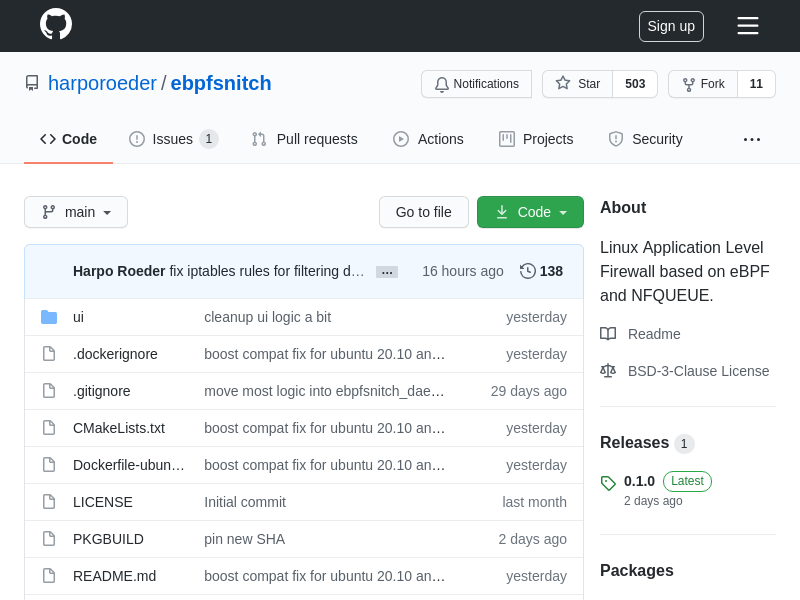 Sign up
harporoeder / ebpfsnitch
Notifications
Star 503
Fork 11
Code
Issues 1
Pull requests
Actions
Projects
Security
main
Go to file
Code
Harpo Roeder fix iptables rules for filtering d… … 16 hours ago 138
ui cleanup ui logic a bit yesterday
.dockerignore boost compat fix for ubuntu 20.10 an… yesterday
.gitignore move most logic into ebpfsnitch_dae… 29 days ago
CMakeLists.txt boost compat fix for ubuntu 20.10 an… yesterday
Dockerfile-ubun… boost compat fix for ubuntu 20.10 an… yesterday
LICENSE Initial commit last month
PKGBUILD pin new SHA 2 days ago
README.md boost compat fix for ubuntu 20.10 an… yesterday
About
Linux Application Level
Firewall based on eBPF
and NFQUEUE.
Readme
BSD-3-Clause License
Releases 1
0.1.0 Latest
2 days ago
Packages